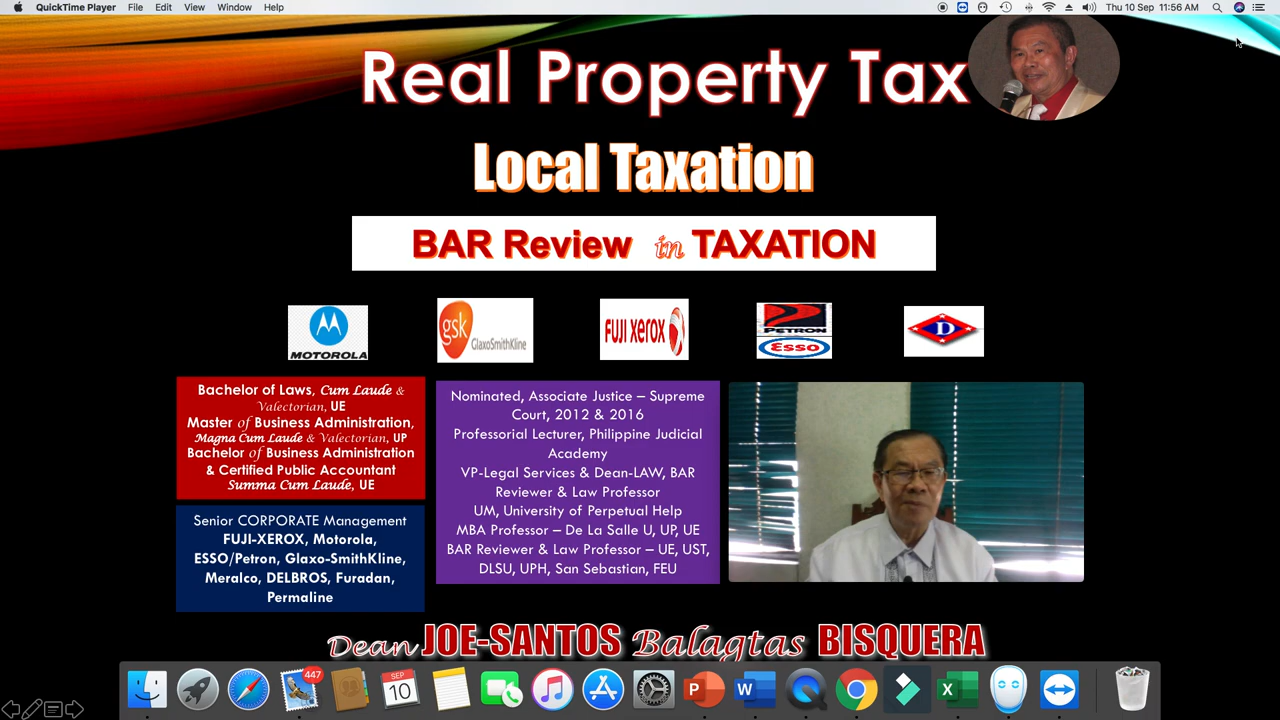 QuickTime Player File Edit View Window Help Thu 10 Sep 11:56 AM
Real Property Tax
Local Taxation
BAR Review in TAXATION
MOTOROLA
gsk GlaxoSmithKline
FUJI XEROX
PETRON
Esso
D
Bachelor of Laws, Cum Laude &
Valectorian, UE
Master of Business Administration,
Magna Cum Laude & Valectorian, UP
Bachelor of Business Administration
& Certified Public Accountant
Summa Cum Laude, UE
Senior CORPORATE Management
FUJI-XEROX, Motorola,
ESSO/Petron, Glaxo-SmithKline,
Meralco, DELBROS, Furadan,
Permaline
Nominated, Associate Justice – Supreme
Court, 2012 & 2016
Professorial Lecturer, Philippine Judicial
Academy
VP-Legal Services & Dean-LAW, BAR
Reviewer & Law Professor
UM, University of Perpetual Help
MBA Professor – De La Salle U, UP, UE
BAR Reviewer & Law Professor – UE, UST,
DLSU, UPH, San Sebastian, FEU
Dean JOE-SANTOS Balagtas BISQUERA
447
SEP
10
P
W
X